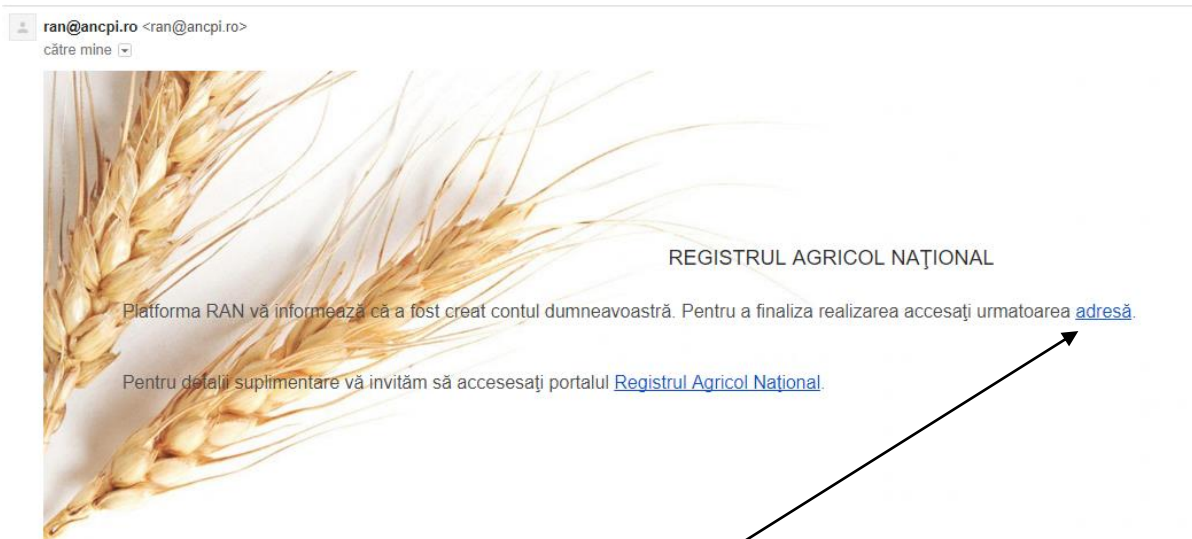 ran@ancpi.ro <ran@ancpi.ro>
către mine
REGISTRUL AGRICOL NAŢIONAL
Platforma RAN vă informează că a fost creat contul dumneavoastră. Pentru a finaliza realizarea accesaţi urmatoarea adresă.
Pentru detalii suplimentare vă invităm să accesesaţi portalul Registrul Agricol Naţional.